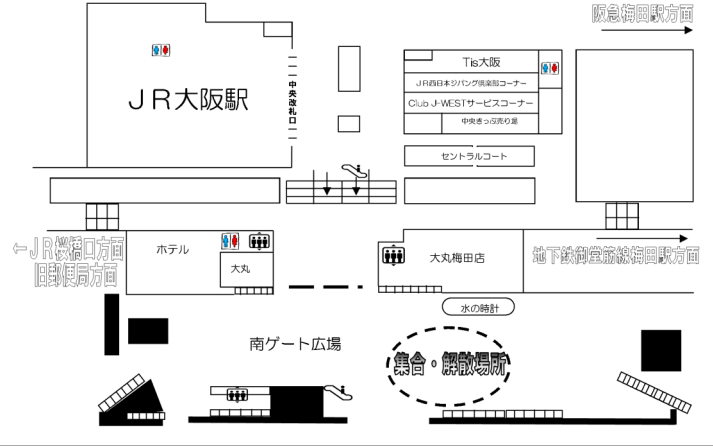 阪急梅田駅方面
ＪＲ大阪駅
中央改札口
Tis大阪
ＪＲ西日本ジパング倶楽部コーナー
Club J-WESTサービスコーナー
中央きっぷ売り場
セントラルコート
←ＪＲ桜橋口方面
旧郵便局方面
ホテル
大丸
大丸梅田店
地下鉄御堂筋線梅田駅方面
水の時計
南ゲート広場
集合・解散場所